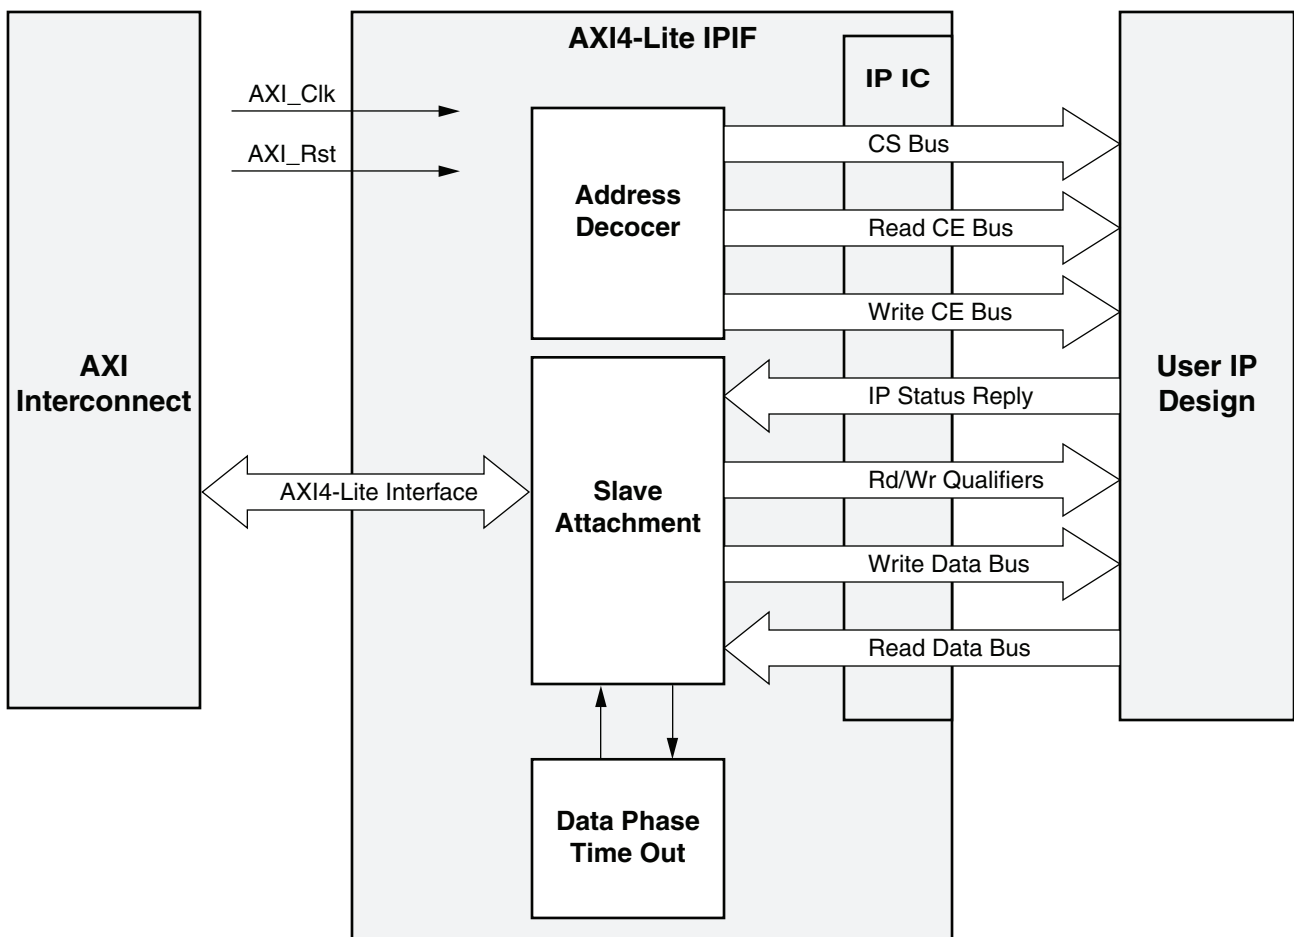 AXI4-Lite IPIF
IP IC
AXI_Clk
AXI_Rst
Address
Decocer
CS Bus
Read CE Bus
Write CE Bus
AXI
Interconnect
User IP
Design
IP Status Reply
AXI4-Lite Interface
Slave
Attachment
Rd/Wr Qualifiers
Write Data Bus
Read Data Bus
Data Phase
Time Out